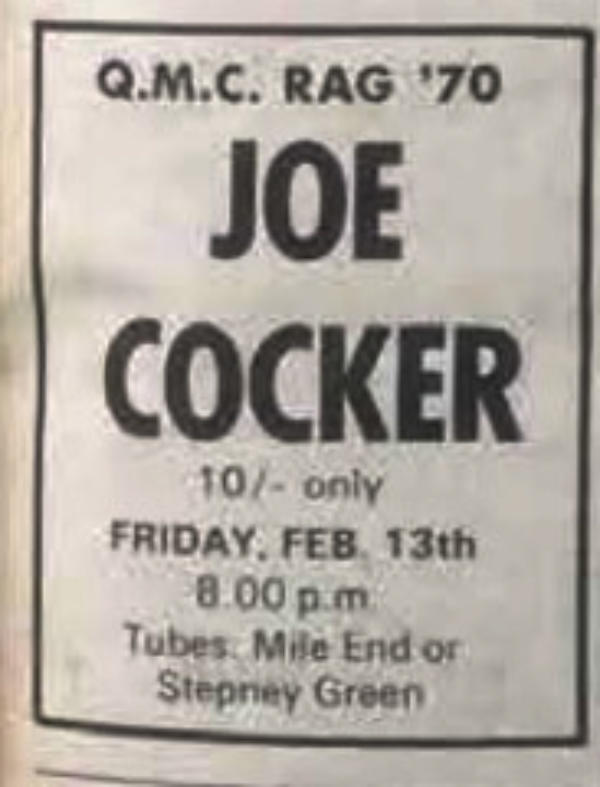 Q.M.C. RAG '70
JOE
COCKER
10/- only
FRIDAY, FEB. 13th
8.00 p.m.
Tubes: Mile End or
Stepney Green